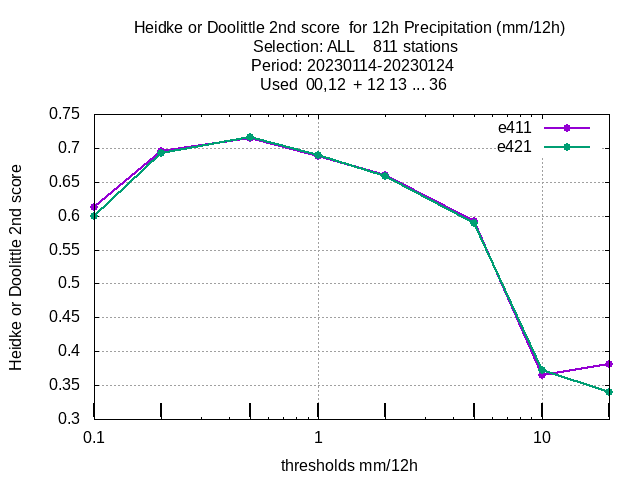 Heidke or Doolittle 2nd score  for 12h Precipitation (mm/12h)
Selection: ALL    811 stations
Period: 20230114-20230124
Used  00,12  + 12 13 ... 36
e411
e421
Heidke or Doolittle 2nd score
0.75
0.7
0.65
0.6
0.55
0.5
0.45
0.4
0.35
0.3
0.1
1
10
thresholds mm/12h